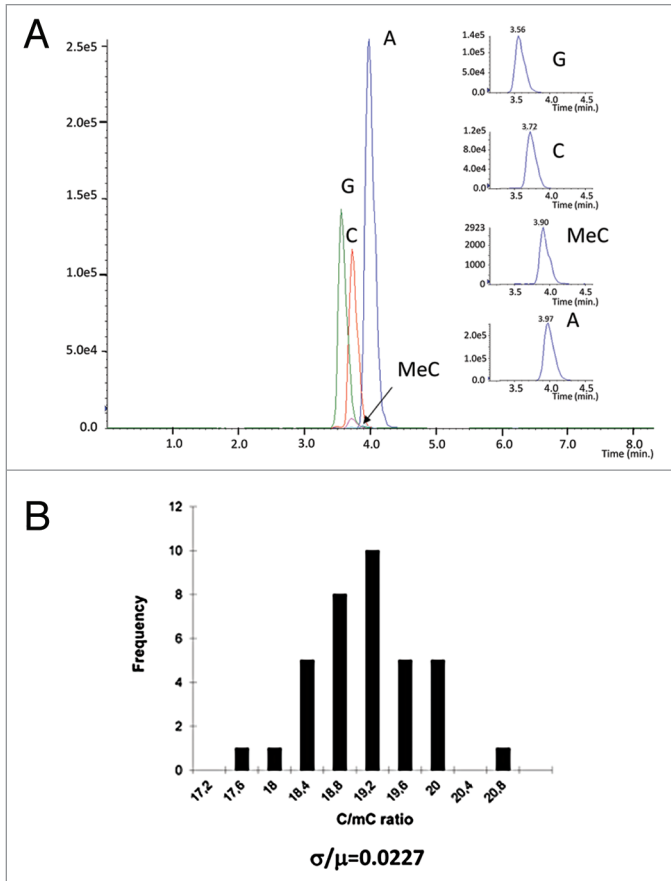 A
2.5e5
2.0e5
1.5e5
1.0e5
5.0e4
0.0
G
C
A
MeC
1.0 2.0 3.0 4.0 5.0 6.0 7.0 8.0
Time (min.)
3.56
1.4e5
1.0e5
5.0e4
0.0
G
3.5 4.0 4.5
Time (min.)
3.72
1.2e5
8.0e4
4.0e4
0.0
C
3.5 4.0 4.5
Time (min.)
3.90
2923
2000
1000
0
MeC
3.5 4.0 4.5
Time (min.)
3.97
A
2.0e5
1.0e5
0.0
3.5 4.0 4.5
Time (min.)
B
12
10
8
6
4
2
0
Frequency
17,2 17,6 18 18,4 18,8 19,2 19,6 20 20,4 20,8
C/mC ratio
σ/μ=0.0227